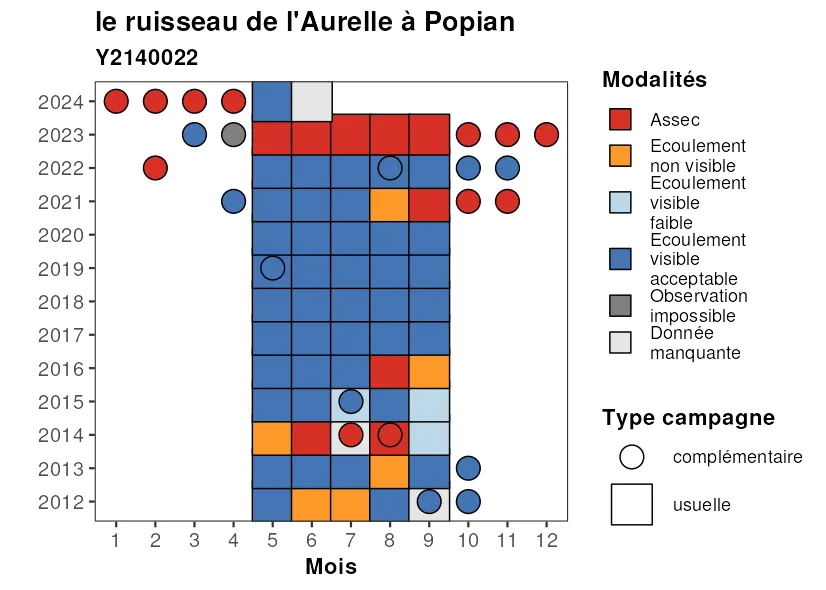 le ruisseau de l'Aurelle à Popian
Y2140022
2024
2023
2022
2021
2020
2019
2018
2017
2016
2015
2014
2013
2012
1 2 3 4 5 6 7 8 9 10 11 12
Mois
Modalités
Assec
Ecoulement
non visible
Ecoulement
visible
faible
Ecoulement
visible
acceptable
Observation
impossible
Donnée
manquante
Type campagne
complémentaire
usuelle